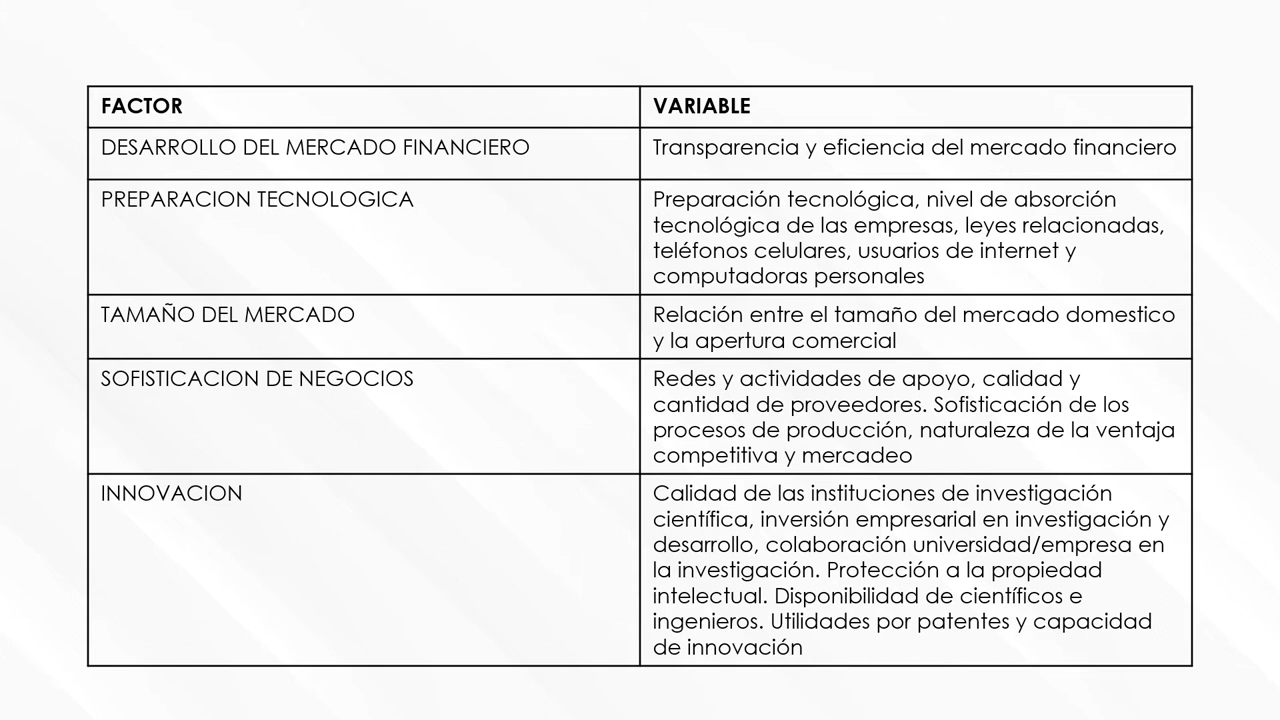 FACTOR
VARIABLE
DESARROLLO DEL MERCADO FINANCIERO
Transparencia y eficiencia del mercado financiero
PREPARACION TECNOLOGICA
Preparación tecnológica, nivel de absorción
tecnológica de las empresas, leyes relacionadas,
teléfonos celulares, usuarios de internet y
computadoras personales
TAMAÑO DEL MERCADO
Relación entre el tamaño del mercado domestico
y la apertura comercial
SOFISTICACION DE NEGOCIOS
Redes y actividades de apoyo, calidad y
cantidad de proveedores. Sofisticación de los
procesos de producción, naturaleza de la ventaja
competitiva y mercadeo
INNOVACION
Calidad de las instituciones de investigación
científica, inversión empresarial en investigación y
desarrollo, colaboración universidad/empresa en
la investigación. Protección a la propiedad
intelectual. Disponibilidad de científicos e
ingenieros. Utilidades por patentes y capacidad
de innovación